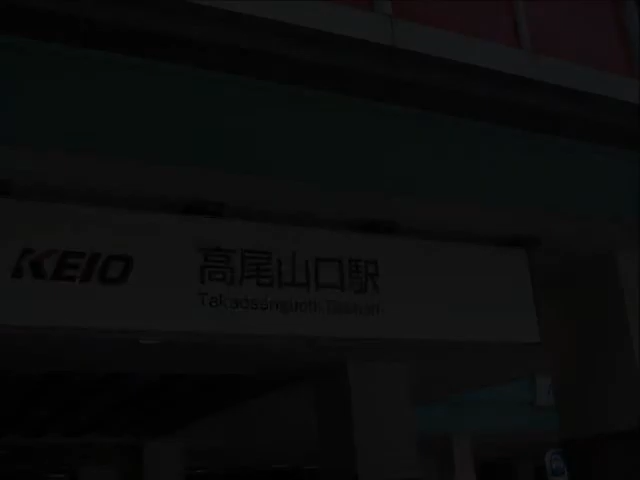 KEIO
高尾山口駅
Takaosanguchi Station